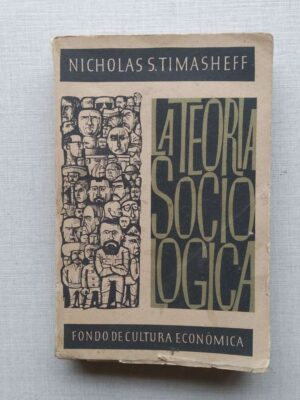 NICHOLAS S. TIMASHEFF
LA TEORIA
SOCIO
LOGICA
FONDO DE CULTURA ECONÓMICA